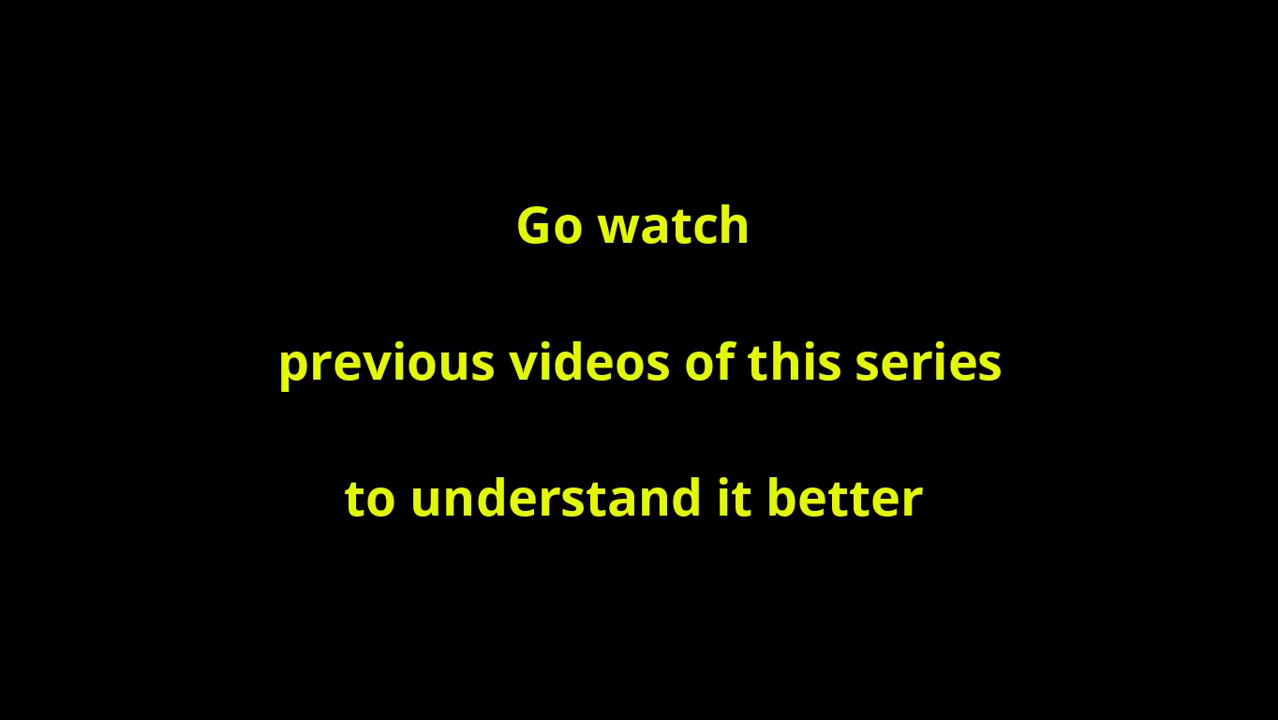 Go watch
previous videos of this series
to understand it better